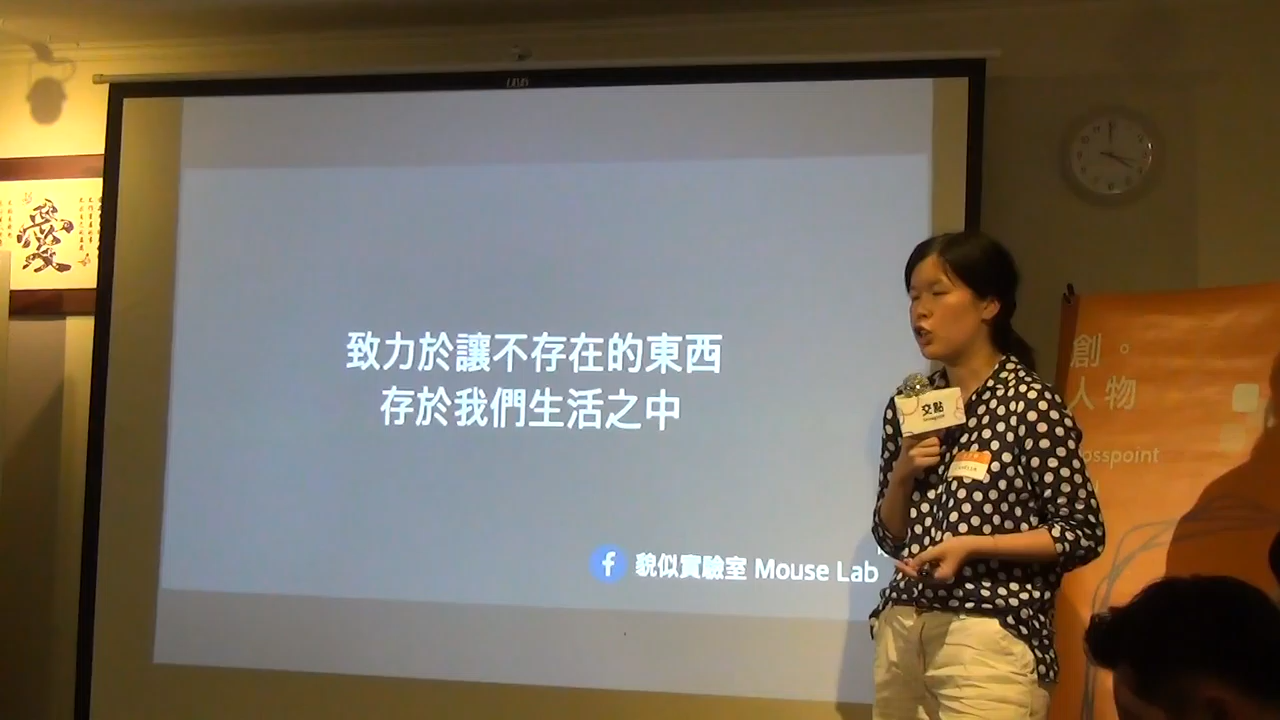 愛
致力於讓不存在的東西
存於我們生活之中
貌似實驗室 Mouse Lab
交點
創。
人物
osspoint